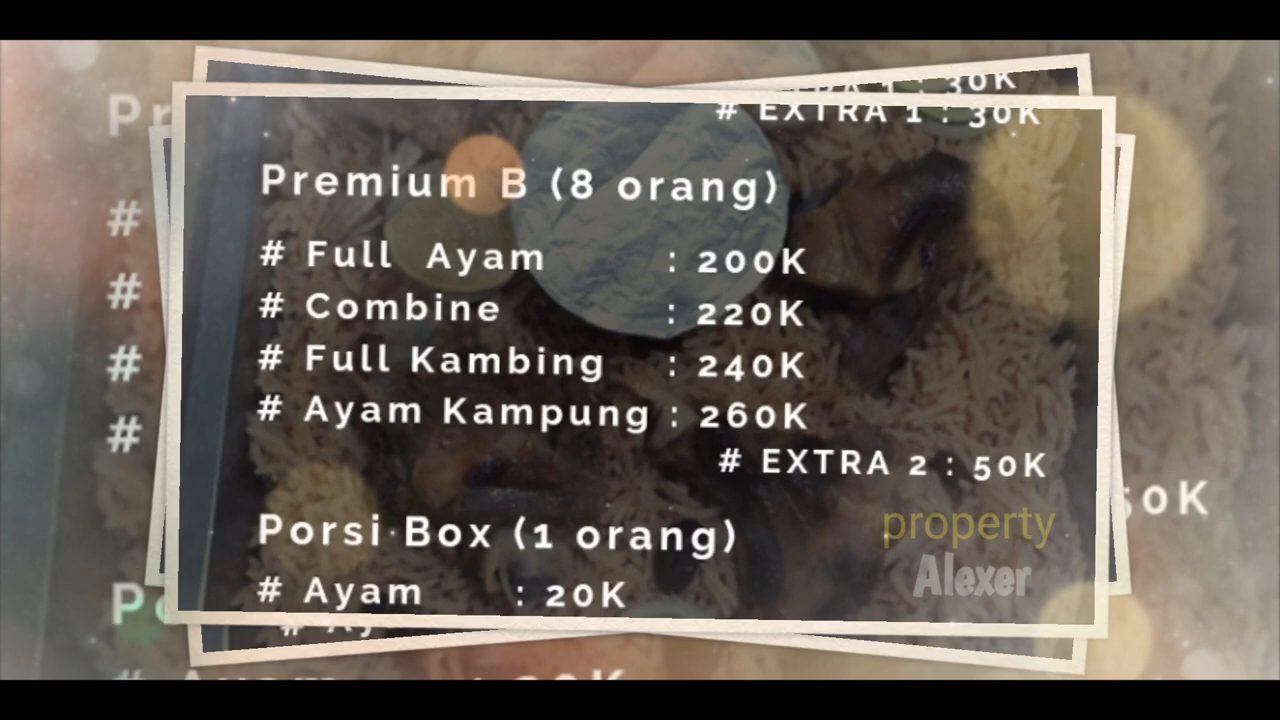 # EXTRA 1 : 30K
Premium B (8 orang)
# Full Ayam : 200K
# Combine : 220K
# Full Kambing : 240K
# Ayam Kampung : 260K
# EXTRA 2 : 50K
Porsi Box (1 orang)
# Ayam : 20K
property
Alexer